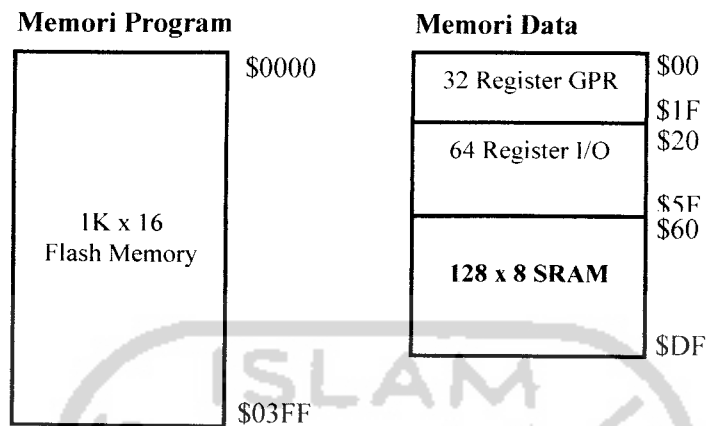 Memori Program
$0000
1K x 16
Flash Memory
$03FF
Memori Data
32 Register GPR
$00
$1F
64 Register I/O
$20
$5F
$60
128 x 8 SRAM
$DF
ISLAM